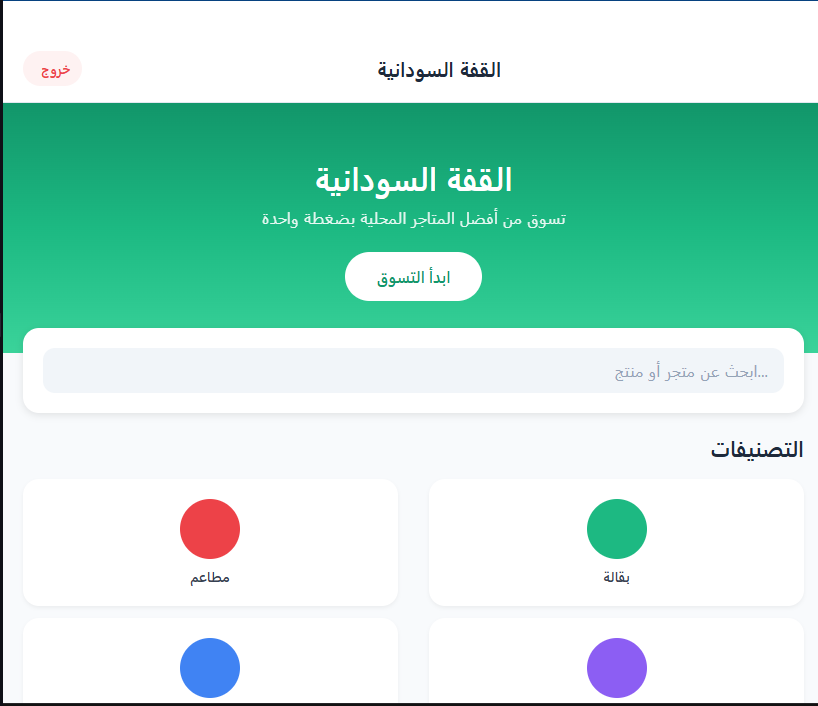 القفة السودانية
خروج
القفة السودانية
تسوق من أفضل المتاجر المحلية بضغطة واحدة
ابدأ التسوق
...ابحث عن متجر أو منتج
التصنيفات
بقالة
مطاعم